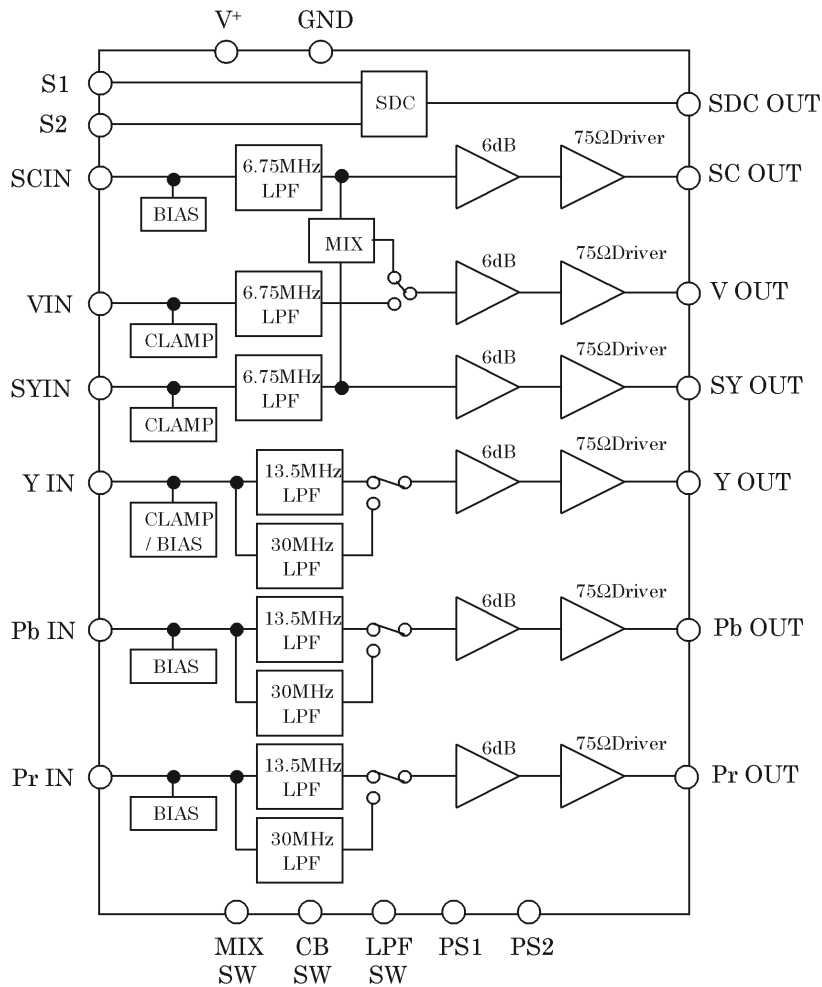 V+ GND
S1
SDC
SDC OUT
S2
SCIN
6.75MHz
LPF
6dB
75ΩDriver
SC OUT
BIAS
MIX
VIN
6.75MHz
LPF
6dB
75ΩDriver
V OUT
CLAMP
SYIN
6.75MHz
LPF
6dB
75ΩDriver
SY OUT
CLAMP
Y IN
13.5MHz
LPF
6dB
75ΩDriver
Y OUT
CLAMP
/ BIAS
30MHz
LPF
Pb IN
13.5MHz
LPF
6dB
75ΩDriver
Pb OUT
BIAS
30MHz
LPF
Pr IN
13.5MHz
LPF
6dB
75ΩDriver
Pr OUT
BIAS
30MHz
LPF
MIX
SW
CB
SW
LPF
SW
PS1
PS2